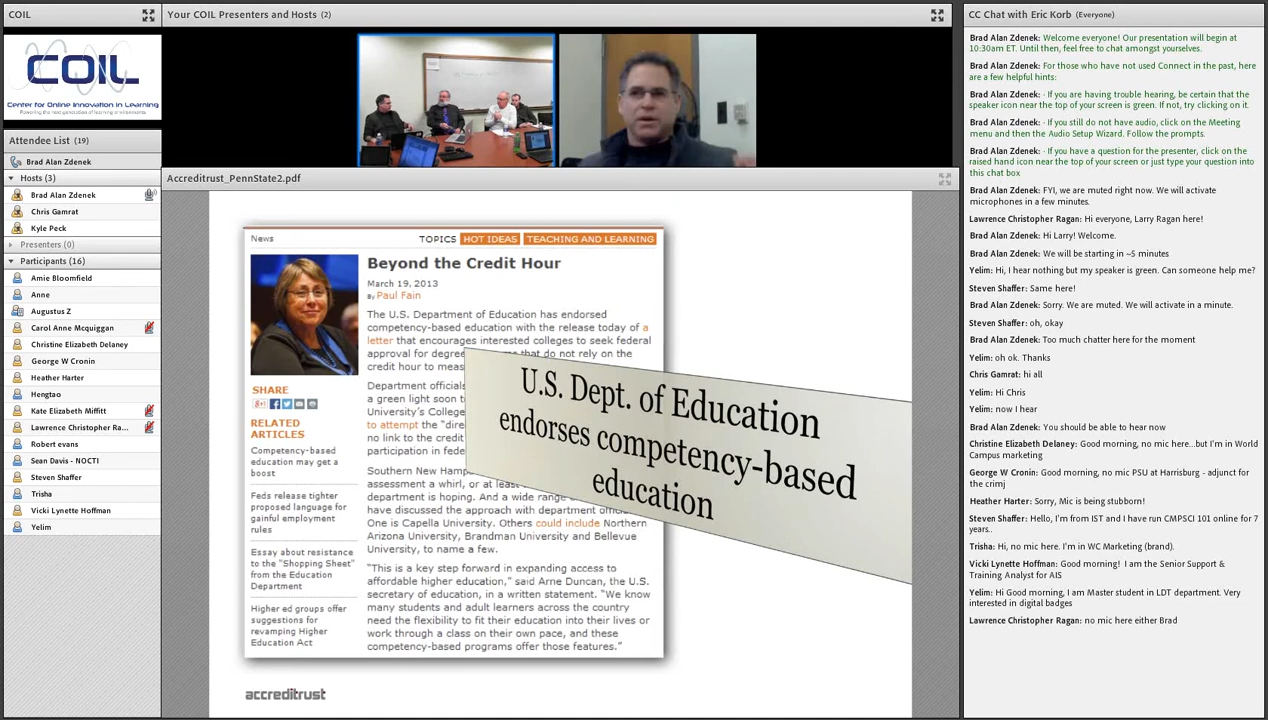 COIL
Your COIL Presenters and Hosts (2)
CC Chat with Eric Korb (Everyone)
COIL
Center for Online Innovation in Learning
Powering the next generation of learning environments
Attendee List (19)
Brad Alan Zdenek
Hosts (3)
Brad Alan Zdenek
Chris Gamrat
Kyle Peck
Presenters (0)
Participants (16)
Amie Bloomfield
Anne
Augustus Z
Carol Anne Mcquiggan
Christine Elizabeth Delaney
George W Cronin
Heather Harter
Hengtao
Kate Elizabeth Miffitt
Lawrence Christopher Ra...
Robert evans
Sean Davis - NOCTI
Steven Shaffer
Trisha
Vicki Lynette Hoffman
Yelim
Accreditrust_PennState2.pdf
News
TOPICS HOT IDEAS TEACHING AND LEARNING
Beyond the Credit Hour
March 19, 2013
By Paul Fain
The U.S. Department of Education has endorsed
competency-based education with the release today of a
letter that encourages interested colleges to seek federal
approval for degree that do not rely on the
credit hour to meas
Department officials
a green light soon t
University's College
to attempt the "dire
no link to the credit
participation in fede
Southern New Hamp
assessment a whirl, or at leas
department is hoping. And a wide range
have discussed the approach with department offici
One is Capella University. Others could include Northern
Arizona University, Brandman University and Bellevue
University, to name a few.
"This is a key step forward in expanding access to
affordable higher education," said Arne Duncan, the U.S.
secretary of education, in a written statement. "We know
many students and adult learners across the country
need the flexibility to fit their education into their lives or
work through a class on their own pace, and these
competency-based programs offer those features."
SHARE
RELATED
ARTICLES
Competency-based
education may get a
boost
Feds release tighter
proposed language for
gainful employment
rules
Essay about resistance
to the "Shopping Sheet"
from the Education
Department
Higher ed groups offer
suggestions for
revamping Higher
Education Act
U.S. Dept. of Education
endorses competency-based
education
accreditrust
Brad Alan Zdenek: Welcome everyone! Our presentation will begin at
10:30am ET. Until then, feel free to chat amongst yourselves.
Brad Alan Zdenek: For those who have not used Connect in the past, here
are a few helpful hints:
Brad Alan Zdenek: · If you are having trouble hearing, be certain that the
speaker icon near the top of your screen is green. If not, try clicking on it.
Brad Alan Zdenek: · If you still do not have audio, click on the Meeting
menu and then the Audio Setup Wizard. Follow the prompts.
Brad Alan Zdenek: · If you have a question for the presenter, click on the
raised hand icon near the top of your screen or just type your question into
this chat box
Brad Alan Zdenek: FYI, we are muted right now. We will activate
microphones in a few minutes.
Lawrence Christopher Ragan: Hi everyone, Larry Ragan here!
Brad Alan Zdenek: Hi Larry! Welcome.
Brad Alan Zdenek: We will be starting in ~5 minutes
Yelim: Hi, I hear nothing but my speaker is green. Can someone help me?
Steven Shaffer: Same here!
Brad Alan Zdenek: Sorry. We are muted. We will activate in a minute.
Steven Shaffer: oh, okay
Brad Alan Zdenek: Too much chatter here for the moment
Yelim: oh ok. Thanks
Chris Gamrat: hi all
Yelim: Hi Chris
Yelim: now I hear
Brad Alan Zdenek: You should be able to hear now
Christine Elizabeth Delaney: Good morning, no mic here...but I'm in World
Campus marketing
George W Cronin: Good morning, no mic PSU at Harrisburg - adjunct for
the crimj
Heather Harter: Sorry, Mic is being stubborn!
Steven Shaffer: Hello, I'm from IST and I have run CMPSCI 101 online for 7
years..
Trisha: Hi, no mic here. I'm in WC Marketing (brand).
Vicki Lynette Hoffman: Good morning! I am the Senior Support &
Training Analyst for AIS
Yelim: Hi Good morning, I am Master student in LDT department. Very
interested in digital badges
Lawrence Christopher Ragan: no mic here either Brad